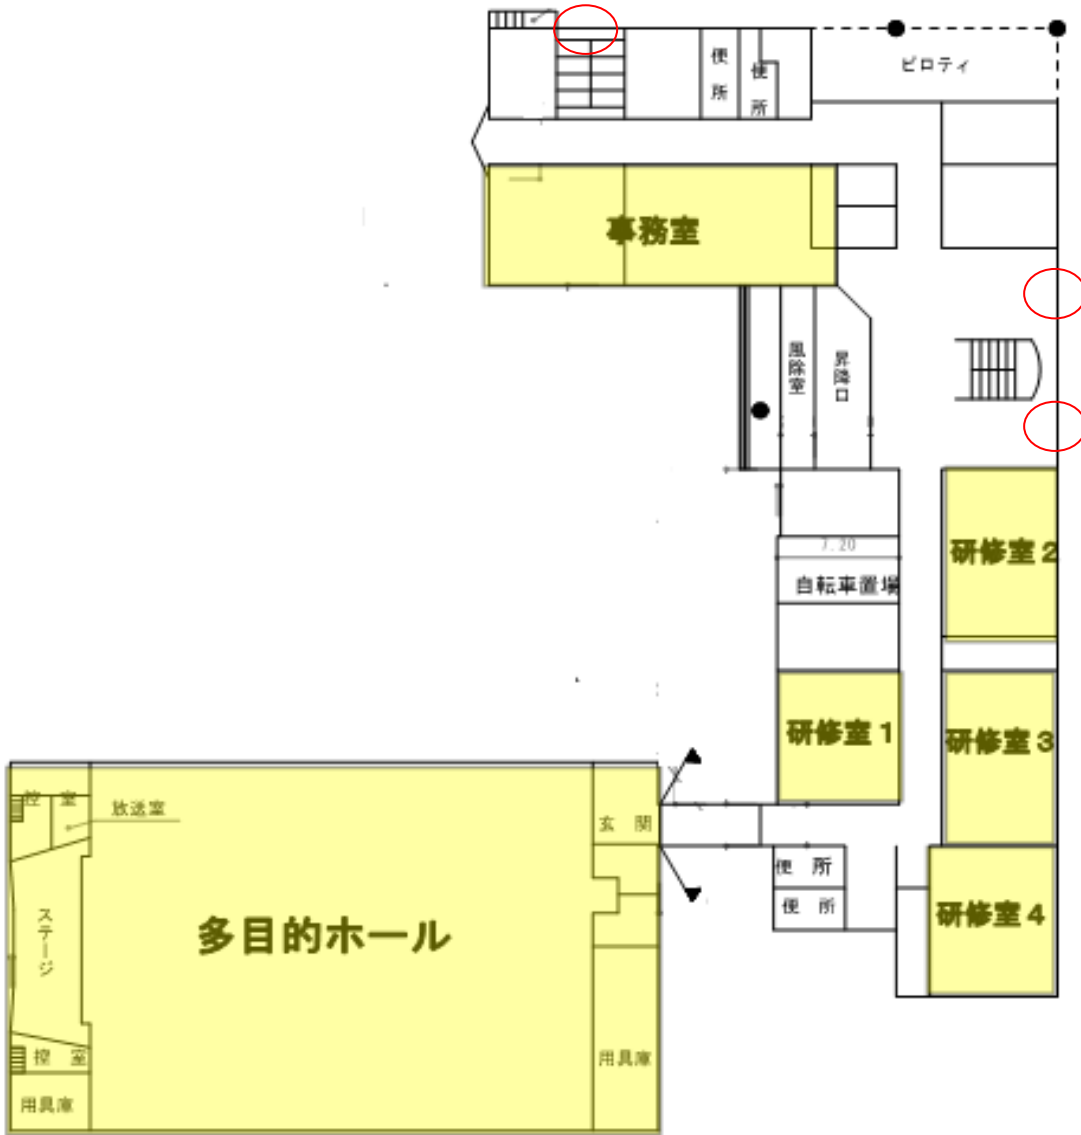 便所
便所
ピロティ
事務室
風除室
昇降口
7.20
研修室2
自転車置場
研修室1
研修室3
控 室
放送室
玄 関
便 所
便 所
研修室4
ステージ
多目的ホール
控 室
用具庫
用具庫